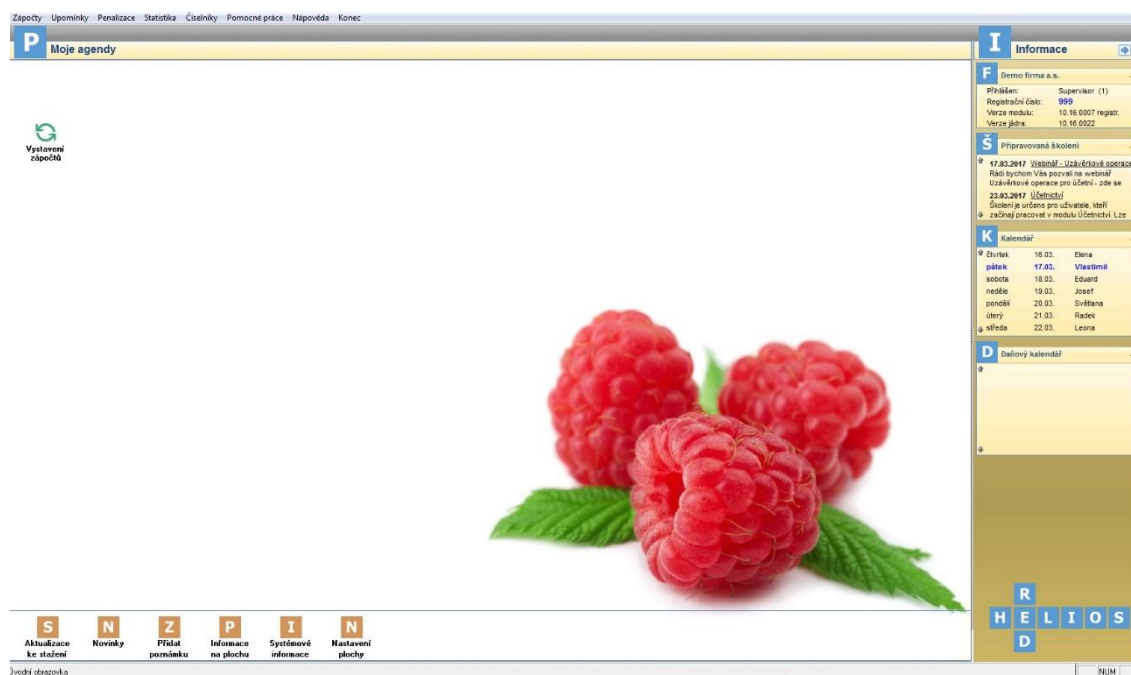 Zápočty Upomínky Penalizace Statistika Číselníky Pomocné práce Nápověda Konec
P Moje agendy
Vystavení
zápočtů
I Informace
F Demo firma a.s.
Přihlášen: Supervisor (1)
Registrační číslo: 999
Verze modulu: 10.16.0007 registr.
Verze jádra: 10.16.0022
Š Připravovaná školení
17.03.2017 Webinář - Uzávěrkové operace
Rádi bychom Vás pozvali na webinář
Uzávěrkové operace pro účetní - zde se
23.03.2017 Účetnictví
Školení je určeno pro uživatele, kteří
začínají pracovat v modulu Účetnictví. Lze
K Kalendář
čtvrtek 16.03. Elena
pátek 17.03. Vlastimil
sobota 18.03. Eduard
neděle 19.03. Josef
pondělí 20.03. Světlana
úterý 21.03. Radek
středa 22.03. Leona
D Daňový kalendář
HELIOS
RED
S N Z P I N
Aktualizace Novinky Přidat Informace Systémové Nastavení
ke stažení poznámku na plochu informace plochy
Úvodní obrazovka NUM